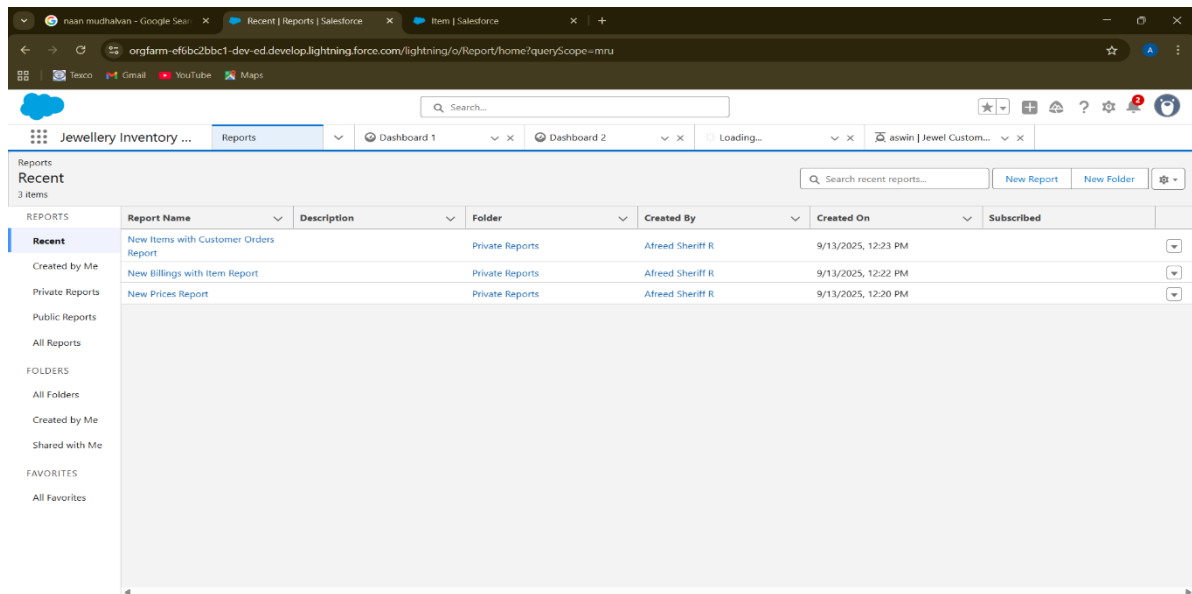 naan mudhalvan - Google Sear
Recent | Reports | Salesforce
Item | Salesforce
orgfarm-ef6bc2bbc1-dev-ed.develop.lightning.force.com/lightning/o/Report/home?queryScope=mru
A
Texco
Gmail
YouTube
Maps
Search...
2
Jewellery Inventory ...
Reports
Dashboard 1
Dashboard 2
Loading...
aswin | Jewel Custom...
Reports
Recent
3 items
Search recent reports...
New Report
New Folder
REPORTS
Recent
Created by Me
Private Reports
Public Reports
All Reports
FOLDERS
All Folders
Created by Me
Shared with Me
FAVORITES
All Favorites
Report Name Description Folder Created By Created On Subscribed
New Items with Customer Orders
Report
Private Reports Afreed Sheriff R 9/13/2025, 12:23 PM
New Billings with Item Report Private Reports Afreed Sheriff R 9/13/2025, 12:22 PM
New Prices Report Private Reports Afreed Sheriff R 9/13/2025, 12:20 PM